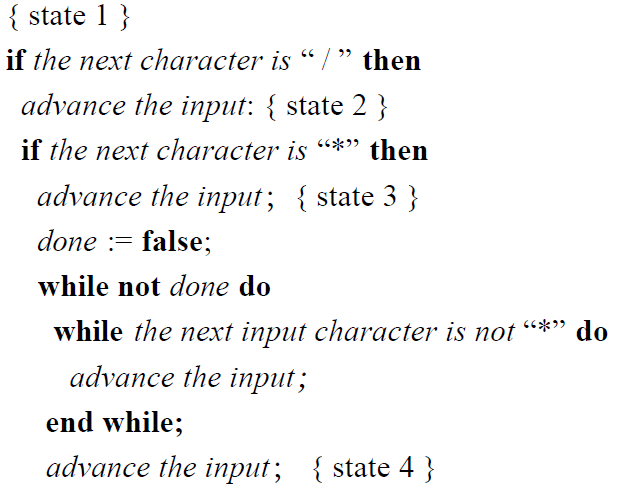 { state 1 }
if the next character is “ / ” then
advance the input: { state 2 }
if the next character is “*” then
advance the input; { state 3 }
done := false;
while not done do
while the next input character is not “*” do
advance the input;
end while;
advance the input; { state 4 }